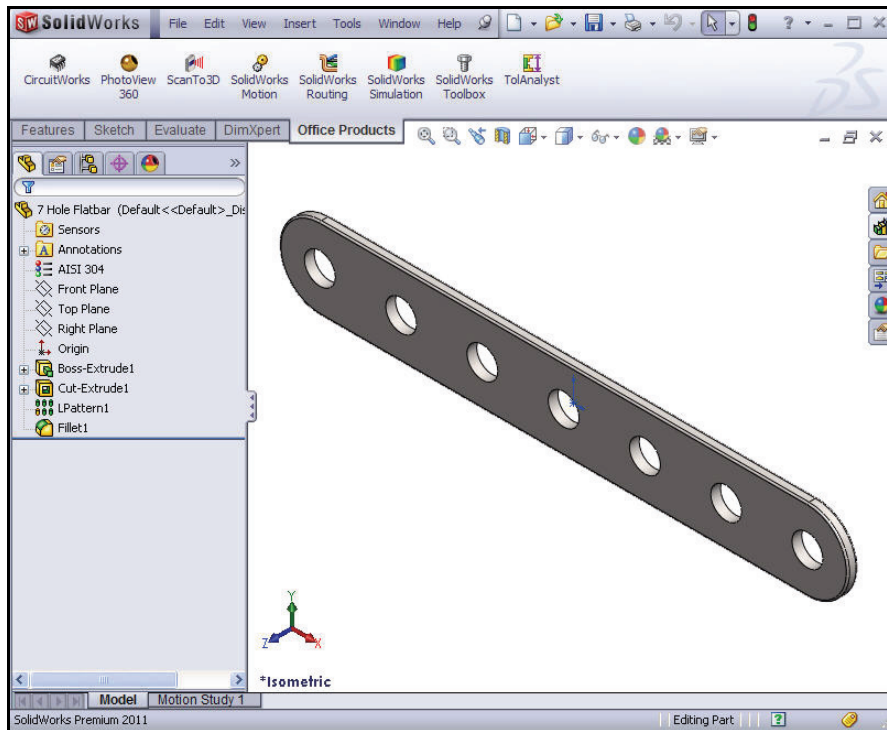 SolidWorks File Edit View Insert Tools Window Help
CircuitWorks PhotoView 360 ScanTo3D SolidWorks Motion SolidWorks Routing SolidWorks Simulation SolidWorks Toolbox TolAnalyst
Features Sketch Evaluate DimXpert Office Products
7 Hole Flatbar (Default<<Default>_Dis
Sensors
Annotations
AISI 304
Front Plane
Top Plane
Right Plane
Origin
Boss-Extrude1
Cut-Extrude1
LPattern1
Fillet1
Y
Z X
*Isometric
Model Motion Study 1
SolidWorks Premium 2011 Editing Part